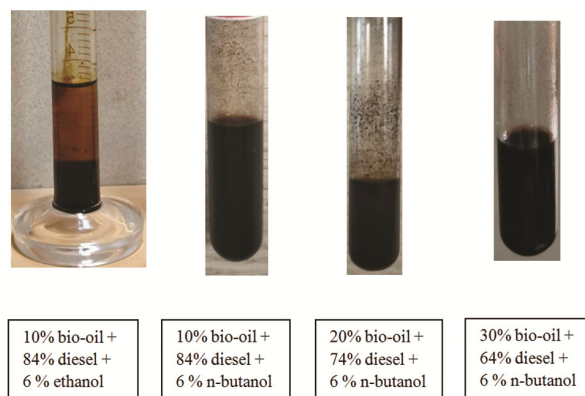 10% bio-oil +
84% diesel +
6 % ethanol
10% bio-oil +
84% diesel +
6 % n-butanol
20% bio-oil +
74% diesel +
6 % n-butanol
30% bio-oil +
64% diesel +
6 % n-butanol